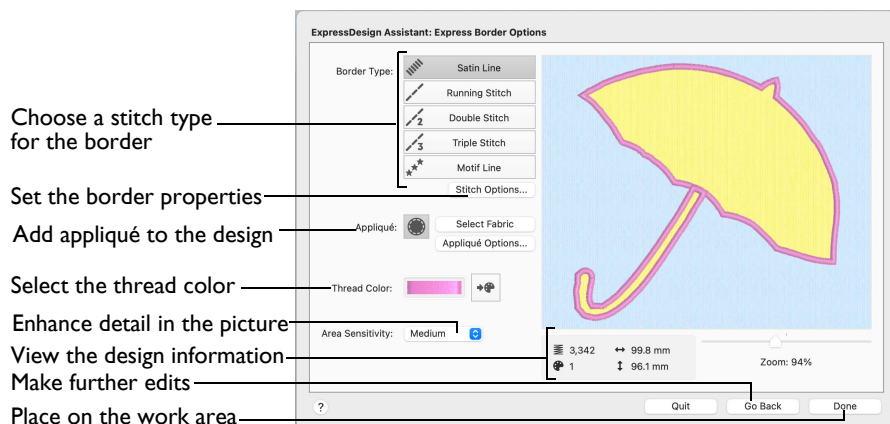 ExpressDesign Assistant: Express Border Options
Border Type:
Satin Line
Running Stitch
2 Double Stitch
3 Triple Stitch
Motif Line
Stitch Options...
Appliqué:
Select Fabric
Appliqué Options...
Thread Color:
Area Sensitivity: Medium
3,342 99.8 mm
1 96.1 mm
Zoom: 94%
? Quit Go Back Done
Choose a stitch type
for the border
Set the border properties
Add appliqué to the design
Select the thread color
Enhance detail in the picture
View the design information
Make further edits
Place on the work area